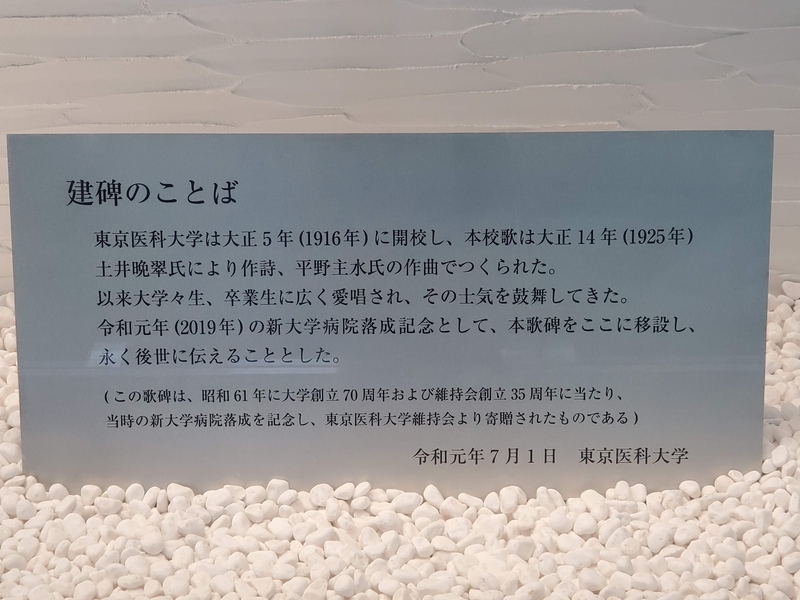 建碑のことば
東京医科大学は大正5年(1916年)に開校し、本校歌は大正14年(1925年)
土井晩翠氏により作詩、平野主水氏の作曲でつくられた。
以来大学々生、卒業生に広く愛唱され、その士気を鼓舞してきた。
令和元年(2019年)の新大学病院落成記念として、本歌碑をここに移設し、
永く後世に伝えることとした。
(この歌碑は、昭和61年に大学創立70周年および維持会創立35周年に当たり、
当時の新大学病院落成を記念し、東京医科大学維持会より寄贈されたものである)
令和元年7月1日 東京医科大学